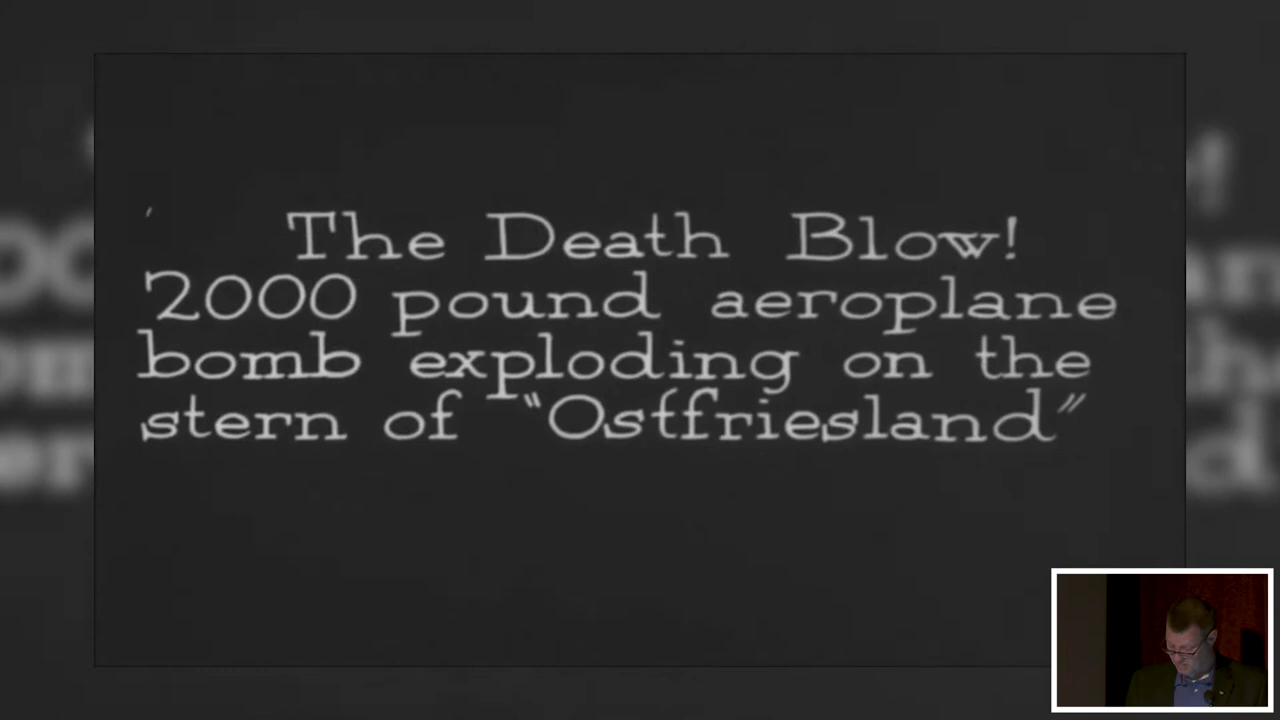 The Death Blow!
2000 pound aeroplane
bomb exploding on the
stern of "Ostfriesland"